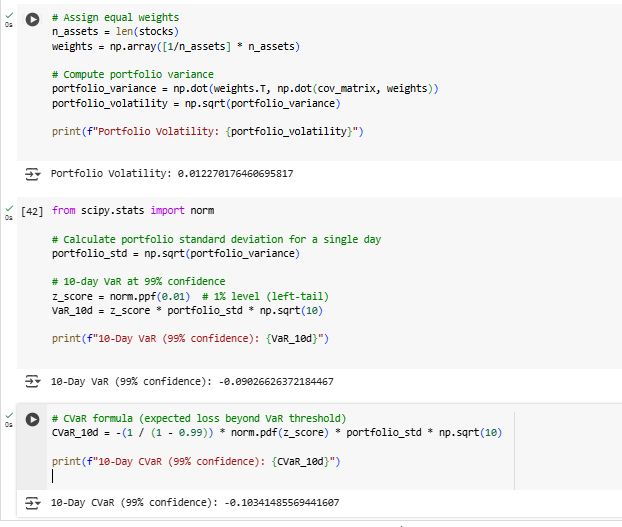 # Assign equal weights
0s
n_assets = len(stocks)
weights = np.array([1/n_assets] * n_assets)
# Compute portfolio variance
portfolio_variance = np.dot(weights.T, np.dot(cov_matrix, weights))
portfolio_volatility = np.sqrt(portfolio_variance)
print(f"Portfolio Volatility: {portfolio_volatility}")
Portfolio Volatility: 0.012270176460695817
0s
[42] from scipy.stats import norm
# Calculate portfolio standard deviation for a single day
portfolio_std = np.sqrt(portfolio_variance)
# 10-day VaR at 99% confidence
z_score = norm.ppf(0.01)  # 1% level (left-tail)
VaR_10d = z_score * portfolio_std * np.sqrt(10)
print(f"10-Day VaR (99% confidence): {VaR_10d}")
10-Day VaR (99% confidence): -0.09026626372184467
# CVaR formula (expected loss beyond VaR threshold)
0s
CVaR_10d = -(1 / (1 - 0.99)) * norm.pdf(z_score) * portfolio_std * np.sqrt(10)
print(f"10-Day CVaR (99% confidence): {CVaR_10d}")
10-Day CVaR (99% confidence): -0.10341485569441607